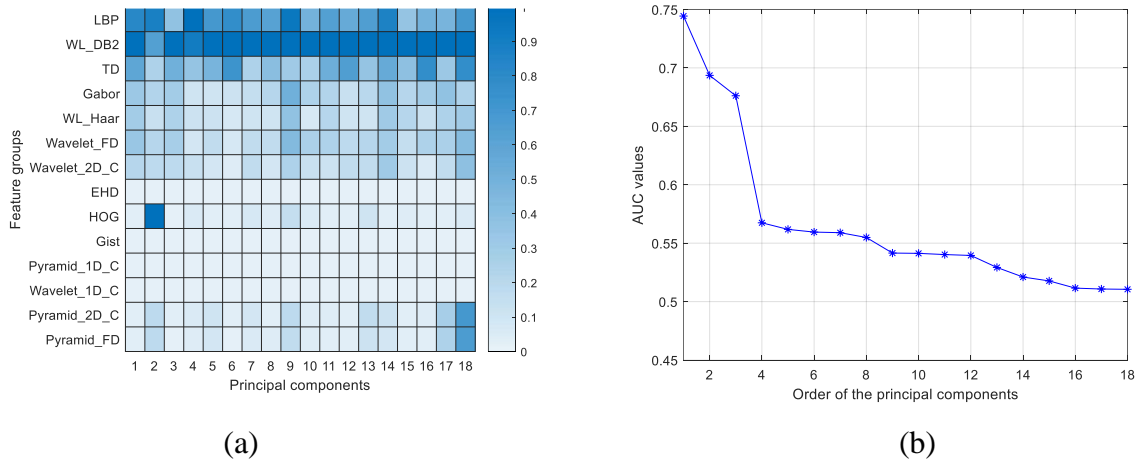 LBP
WL_DB2
TD
Gabor
WL_Haar
Wavelet_FD
Wavelet_2D_C
EHD
HOG
Gist
Pyramid_1D_C
Wavelet_1D_C
Pyramid_2D_C
Pyramid_FD
Feature groups
1 2 3 4 5 6 7 8 9 10 11 12 13 14 15 16 17 18
Principal components
0.9
0.8
0.7
0.6
0.5
0.4
0.3
0.2
0.1
0
(a)
0.75
0.7
0.65
0.6
0.55
0.5
0.45
AUC values
2 4 6 8 10 12 14 16 18
Order of the principal components
(b)